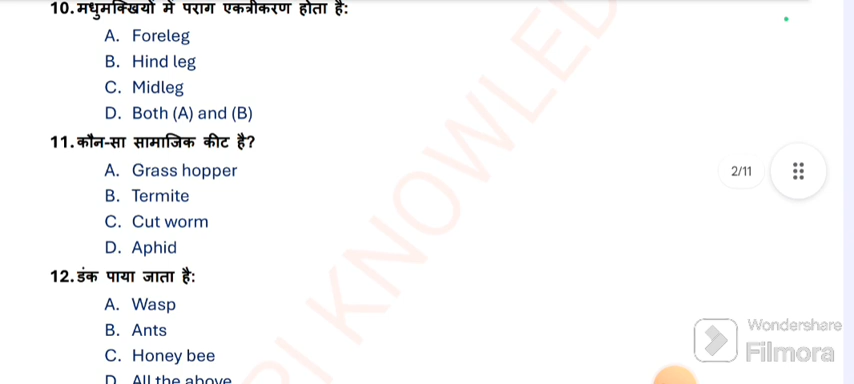 10. मधुमक्खियों में पराग एकत्रीकरण होता है:
A. Foreleg
B. Hind leg
C. Midleg
D. Both (A) and (B)
11. कौन-सा सामाजिक कीट है?
A. Grass hopper
B. Termite
C. Cut worm
D. Aphid
12. डंक पाया जाता है:
A. Wasp
B. Ants
C. Honey bee
D. All the above
2/11
KNOWLED
Wondershare
Filmora